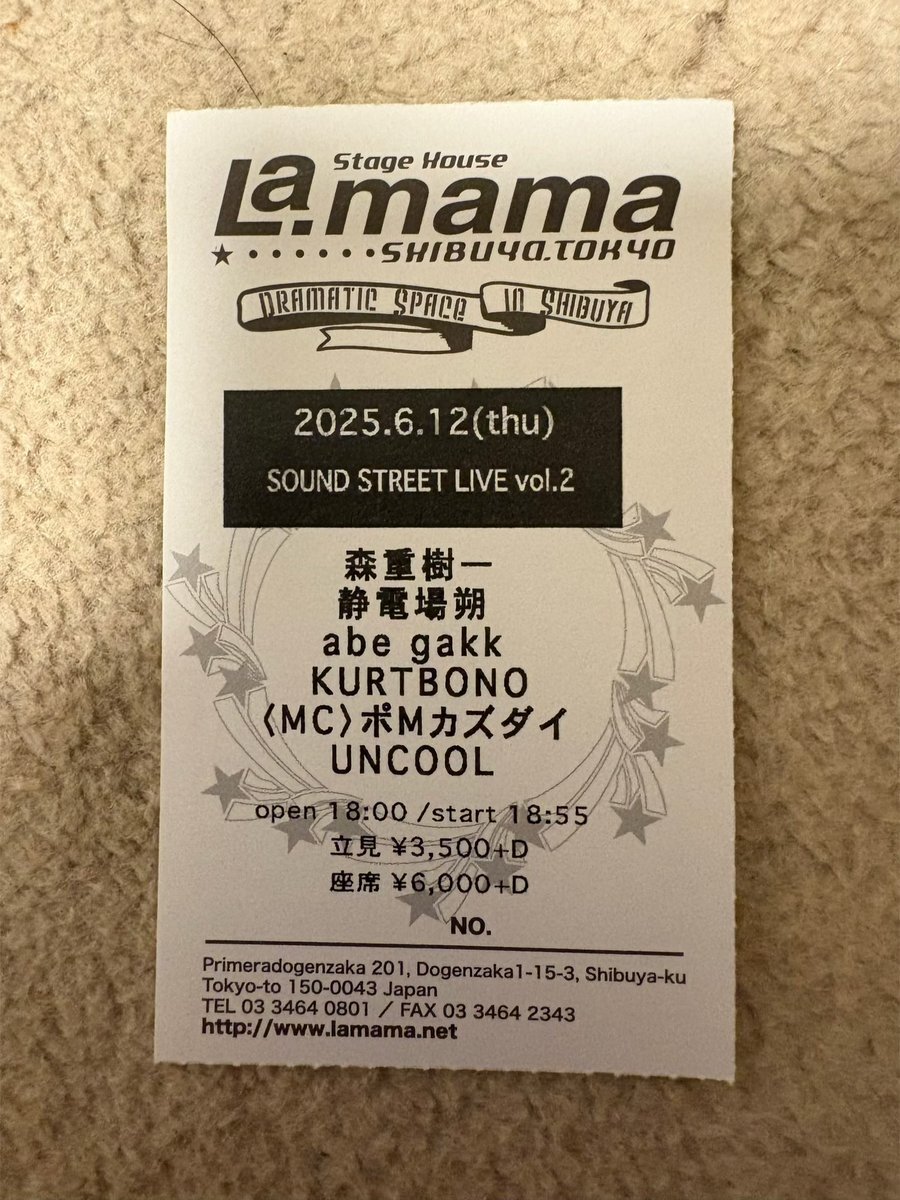 Stage House
La.mama
SHIBUYA.TOKYO
DRAMATIC SPACE IN SHIBUYA
2025.6.12(thu)
SOUND STREET LIVE vol.2
森重樹一
静電場朔
abe gakk
KURTBONO
〈MC〉ポMカズダイ
UNCOOL
open 18:00 /start 18:55
立見 ¥3,500+D
座席 ¥6,000+D
NO.
Primeradogenzaka 201, Dogenzaka1-15-3, Shibuya-ku
Tokyo-to 150-0043 Japan
TEL 03 3464 0801 / FAX 03 3464 2343
http://www.lamama.net